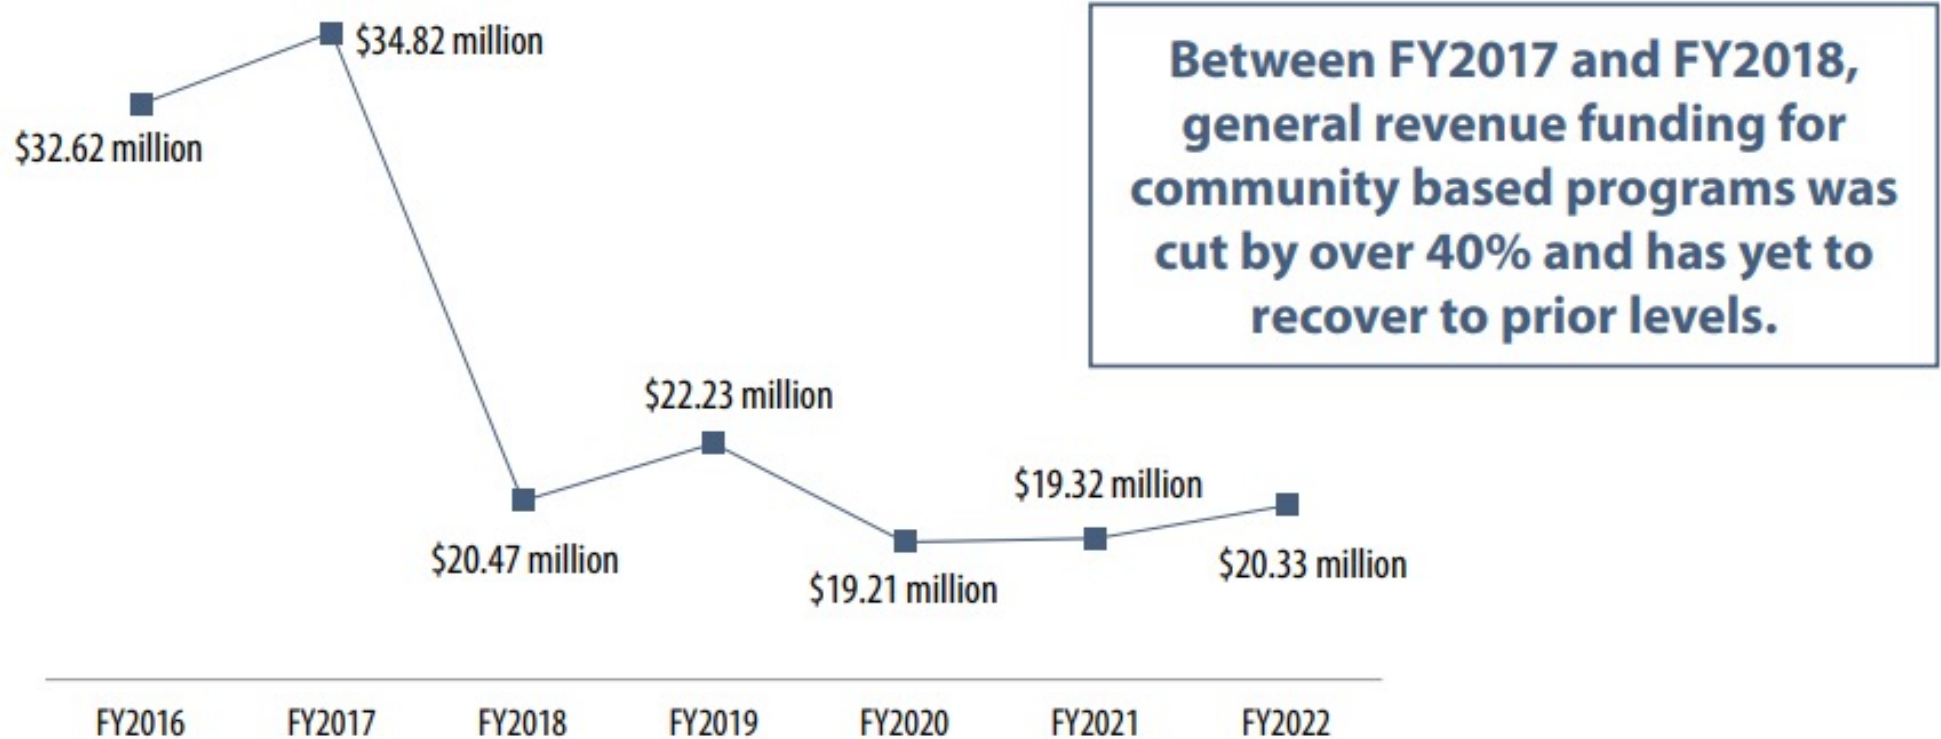 $34.82 million
$32.62 million
Between FY2017 and FY2018,
general revenue funding for
community based programs was
cut by over 40% and has yet to
recover to prior levels.
$22.23 million
$20.47 million
$19.21 million
$19.32 million
$20.33 million
FY2016 FY2017 FY2018 FY2019 FY2020 FY2021 FY2022